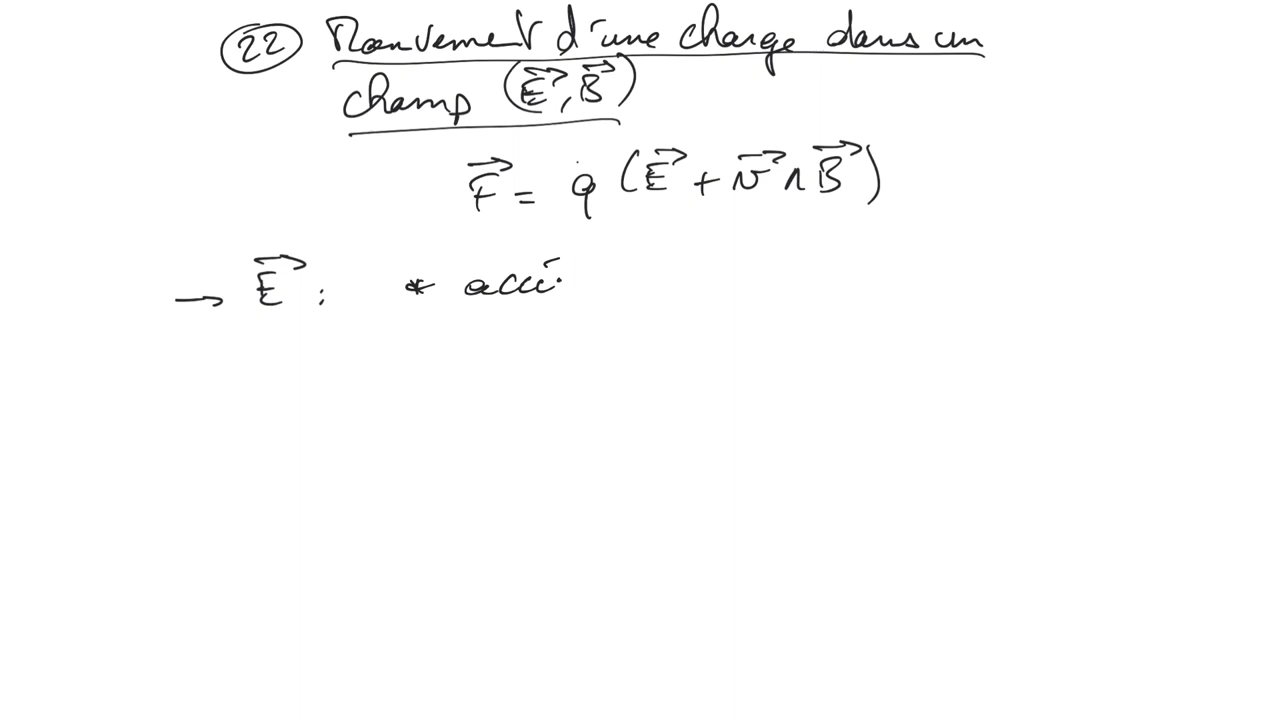 22 Mouvement d'une charge dans un
champ (E⃗, B⃗)
F⃗ = q (E⃗ + v⃗ ∧ B⃗)
→ E⃗ : * accé